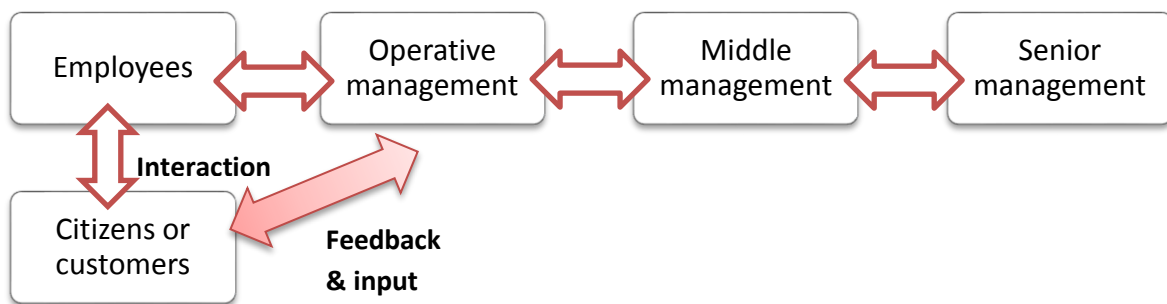 Employees
Operative
management
Middle
management
Senior
management
Interaction
Citizens or
customers
Feedback
& input